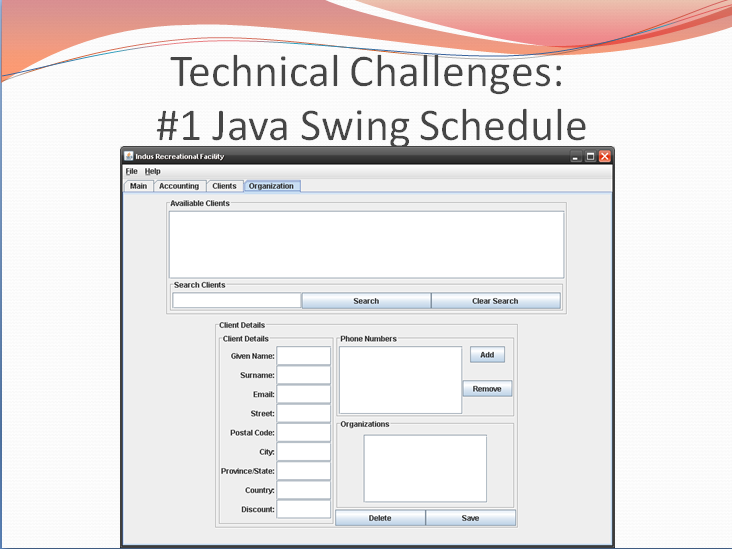 Technical Challenges:
#1 Java Swing Schedule
Indus Recreational Facility
File Help
Main Accounting Clients Organization
Availiable Clients
Search Clients
Search Clear Search
Client Details
Client Details
Given Name:
Surname:
Email:
Street:
Postal Code:
City:
Province/State:
Country:
Discount:
Phone Numbers
Add
Remove
Organizations
Delete Save